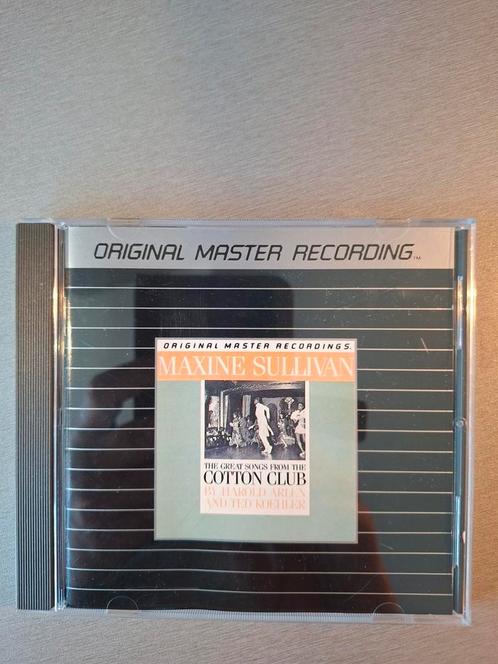 ORIGINAL MASTER RECORDING™
ORIGINAL MASTER RECORDINGS.
MAXINE SULLIVAN
THE GREAT SONGS FROM THE
COTTON CLUB
BY HAROLD ARLEN
AND TED KOEHLER